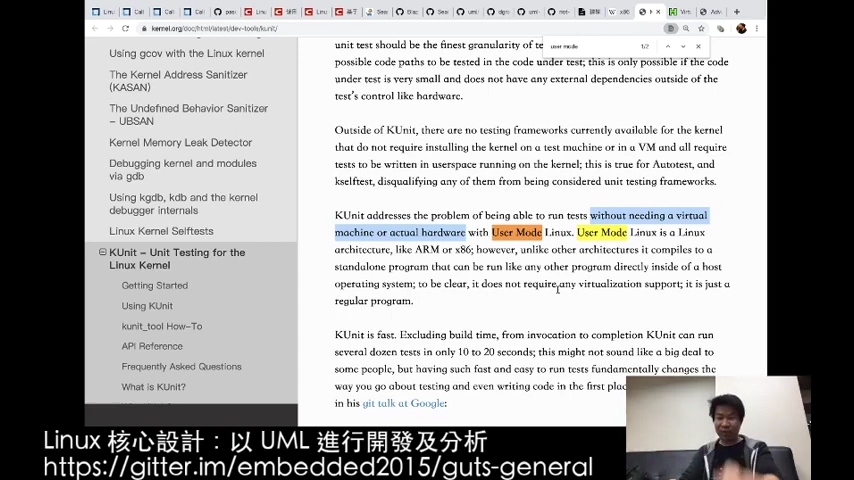 kernel.org/doc/html/latest/dev-tools/kunit/
user mode
1/2
Using gcov with the Linux kernel
The Kernel Address Sanitizer
(KASAN)
The Undefined Behavior Sanitizer
– UBSAN
Kernel Memory Leak Detector
Debugging kernel and modules
via gdb
Using kgdb, kdb and the kernel
debugger internals
Linux Kernel Selftests
KUnit – Unit Testing for the
Linux Kernel
Getting Started
Using KUnit
kunit_tool How-To
API Reference
Frequently Asked Questions
What is KUnit?
unit test should be the finest granularity of
possible code paths to be tested in the code under test; this is only possible if the code
under test is very small and does not have any external dependencies outside of the
test's control like hardware.
Outside of KUnit, there are no testing frameworks currently available for the kernel
that do not require installing the kernel on a test machine or in a VM and all require
tests to be written in userspace running on the kernel; this is true for Autotest, and
kselftest, disqualifying any of them from being considered unit testing frameworks.
KUnit addresses the problem of being able to run tests without needing a virtual
machine or actual hardware with User Mode Linux. User Mode Linux is a Linux
architecture, like ARM or x86; however, unlike other architectures it compiles to a
standalone program that can be run like any other program directly inside of a host
operating system; to be clear, it does not require any virtualization support; it is just a
regular program.
KUnit is fast. Excluding build time, from invocation to completion KUnit can run
several dozen tests in only 10 to 20 seconds; this might not sound like a big deal to
some people, but having such fast and easy to run tests fundamentally changes the
way you go about testing and even writing code in the first
in his git talk at Google:
Linux 核心設計：以 UML 進行開發及分析
https://gitter.im/embedded2015/guts-general